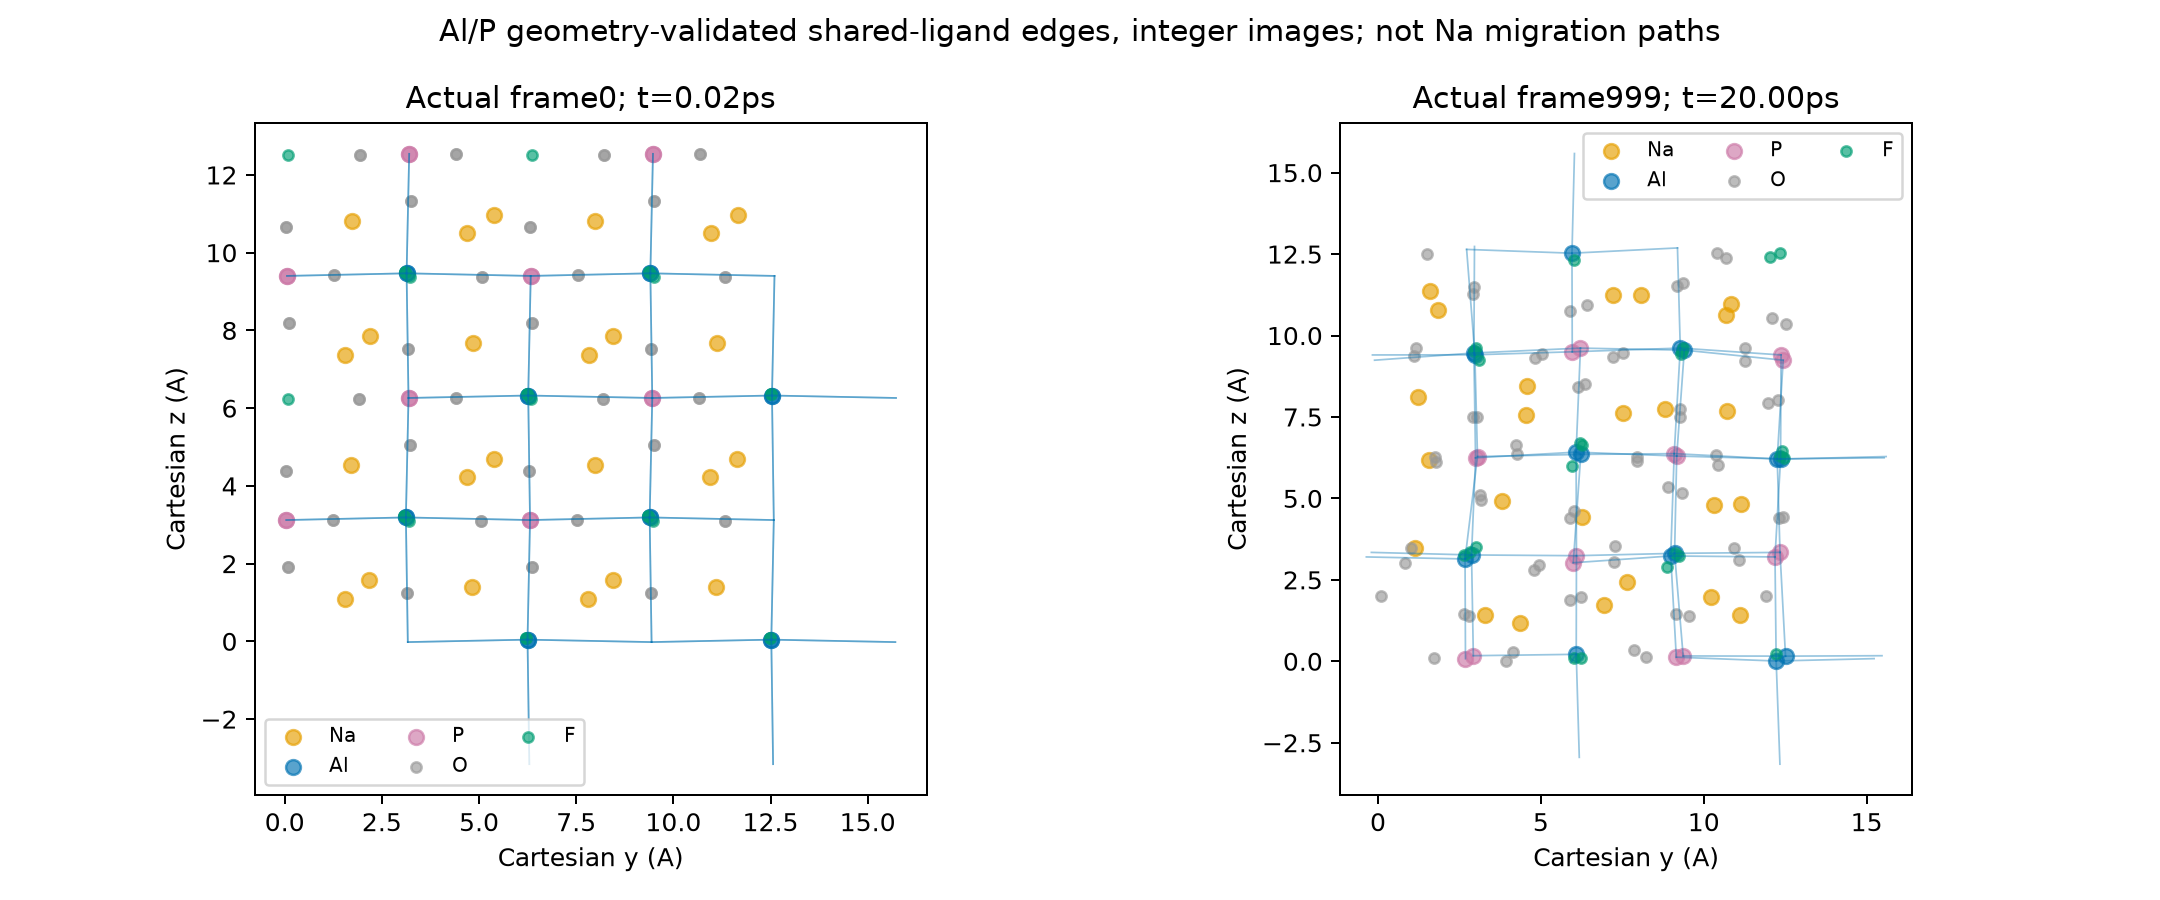 Al/P geometry-validated shared-ligand edges, integer images; not Na migration paths
Actual frame0; t=0.02ps
12
10
8
6
4
2
0
−2
Cartesian z (A)
Na
P
F
Al
O
0.0
2.5
5.0
7.5
10.0
12.5
15.0
Cartesian y (A)
Actual frame999; t=20.00ps
15.0
12.5
10.0
7.5
5.0
2.5
0.0
−2.5
Cartesian z (A)
Na
P
F
Al
O
0
5
10
15
Cartesian y (A)